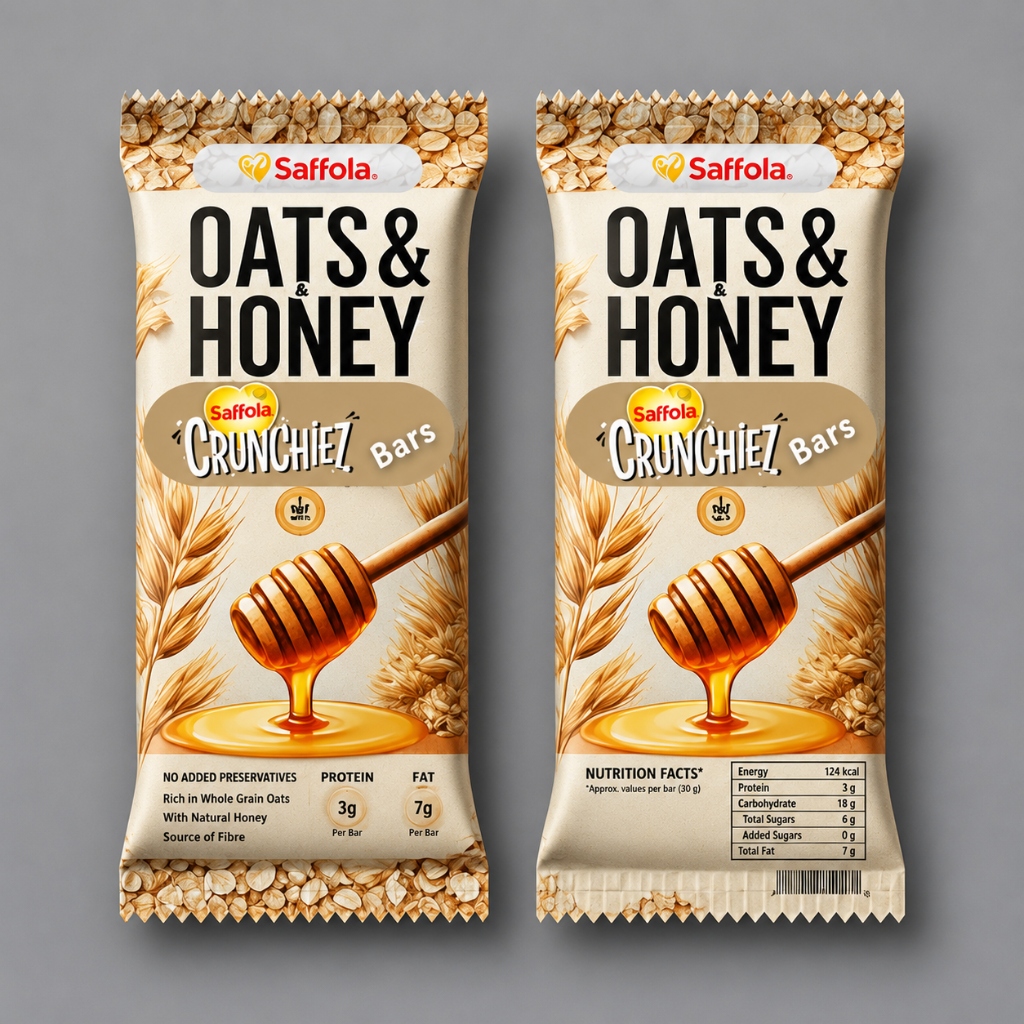 Saffola®
OATS &
&
HONEY
Saffola
CRUNCHiEZ Bars
NO ADDED PRESERVATIVES
Rich in Whole Grain Oats
With Natural Honey
Source of Fibre
PROTEIN
3g
Per Bar
FAT
7g
Per Bar
Saffola®
OATS &
&
HONEY
Saffola
CRUNCHiEZ Bars
NUTRITION FACTS*
*Approx. values per bar (30 g)
Energy 124 kcal
Protein 3 g
Carbohydrate 18 g
Total Sugars 6 g
Added Sugars 0 g
Total Fat 7 g